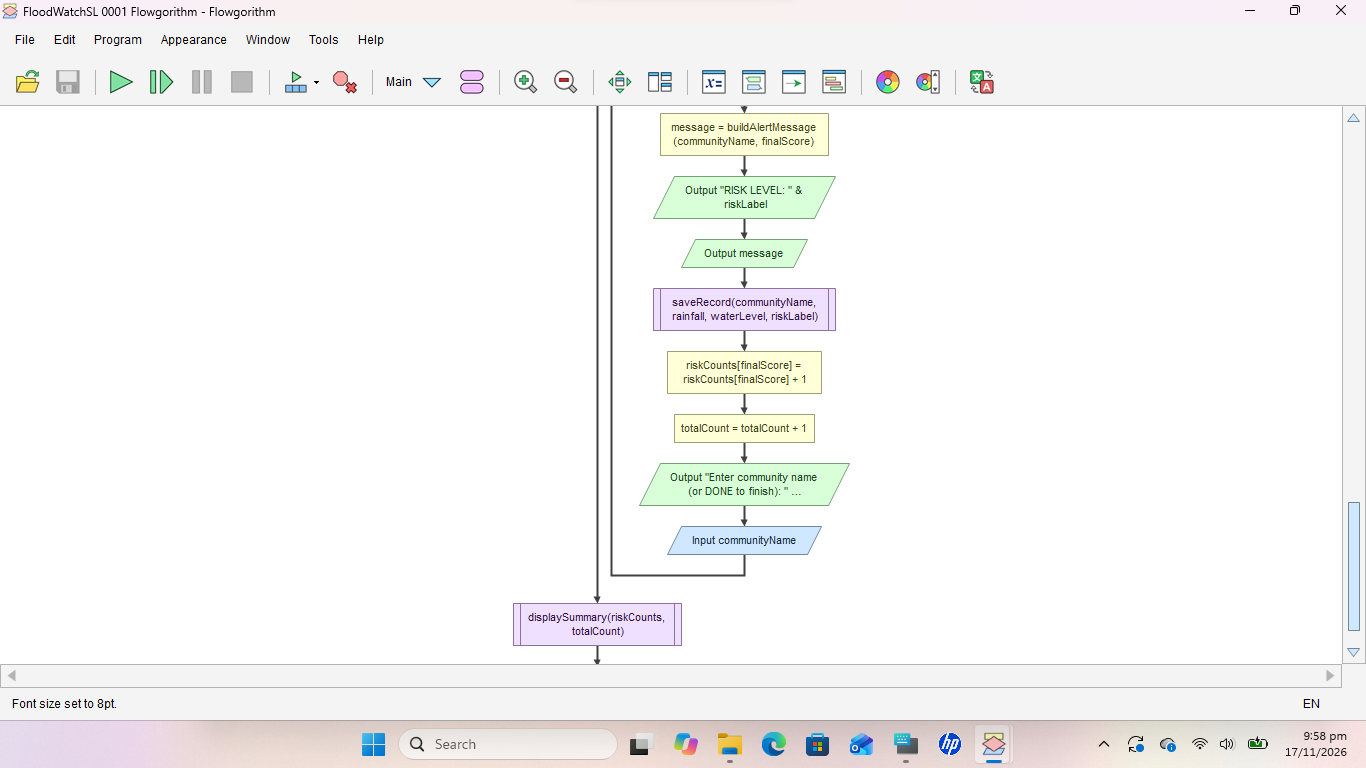 FloodWatchSL 0001 Flowgorithm - Flowgorithm
File Edit Program Appearance Window Tools Help
Main
message = buildAlertMessage
(communityName, finalScore)
Output "RISK LEVEL: " &
riskLabel
Output message
saveRecord(communityName,
rainfall, waterLevel, riskLabel)
riskCounts[finalScore] =
riskCounts[finalScore] + 1
totalCount = totalCount + 1
Output "Enter community name
(or DONE to finish): " ...
Input communityName
displaySummary(riskCounts,
totalCount)
Font size set to 8pt.
EN
Search
9:58 pm
17/11/2026